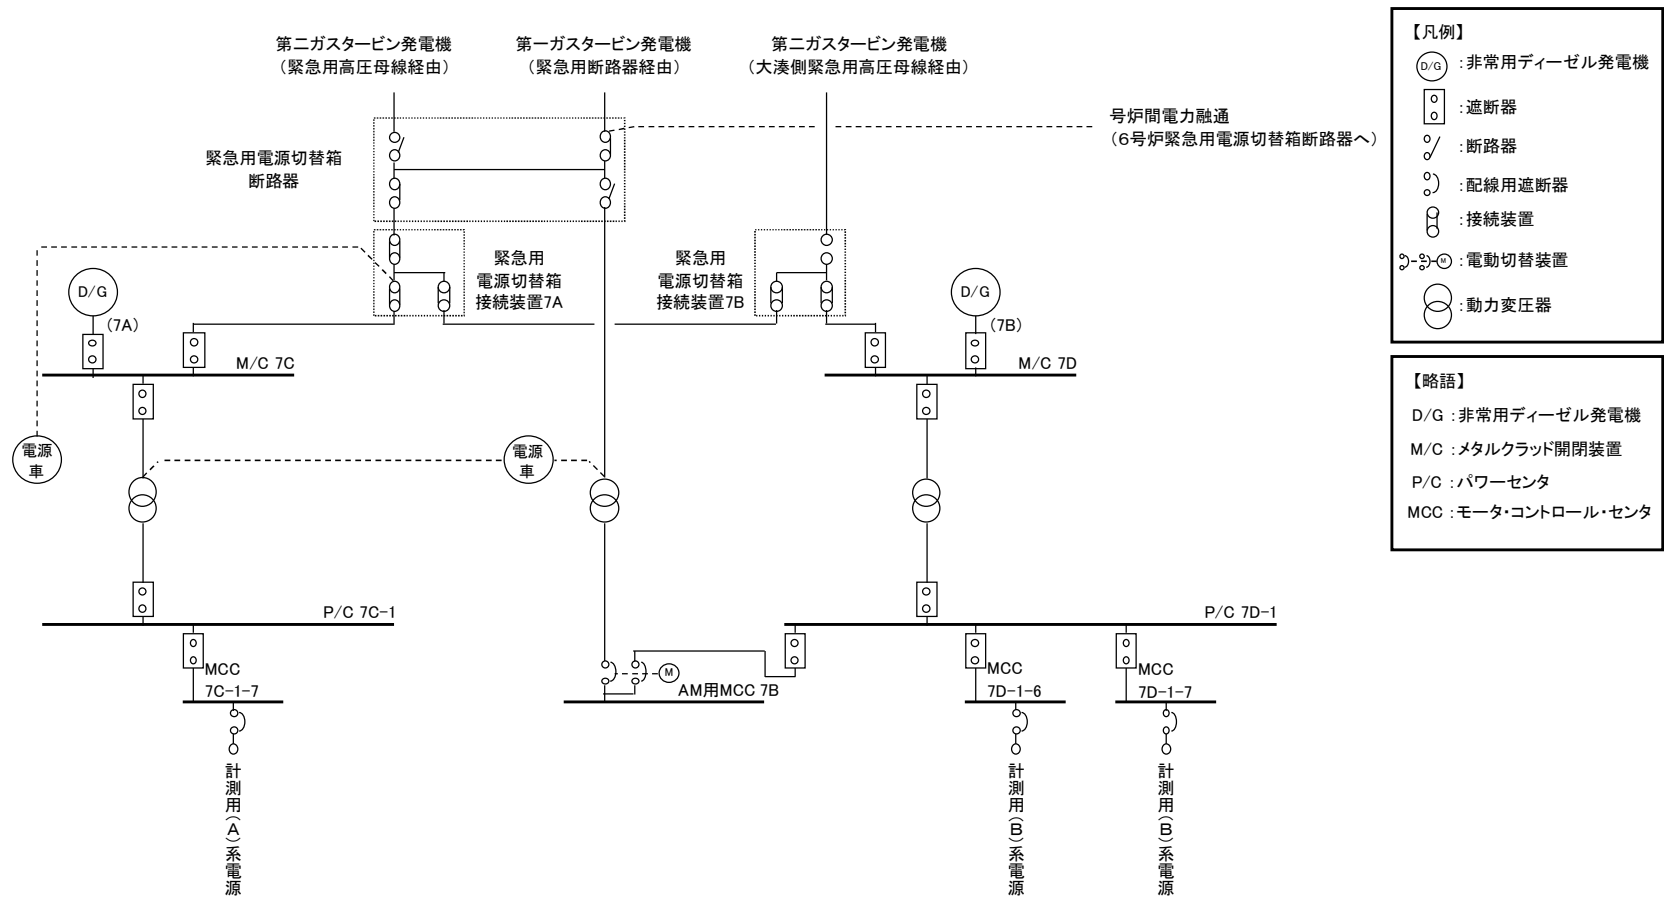 第二ガスタービン発電機
(緊急用高圧母線経由)
第一ガスタービン発電機
(緊急用断路器経由)
第二ガスタービン発電機
(大湊側緊急用高圧母線経由)
号炉間電力融通
(6号炉緊急用電源切替箱断路器へ)
緊急用電源切替箱
断路器
緊急用
電源切替箱
接続装置7A
緊急用
電源切替箱
接続装置7B
D/G
(7A)
D/G
(7B)
M/C 7C
M/C 7D
電源
車
電源
車
P/C 7C-1
P/C 7D-1
MCC
7C-1-7
M
AM用MCC 7B
MCC
7D-1-6
MCC
7D-1-7
計測用(A)系電源
計測用(B)系電源
計測用(B)系電源
【凡例】
D/G :非常用ディーゼル発電機
:遮断器
:断路器
:配線用遮断器
:接続装置
M :電動切替装置
:動力変圧器
【略語】
D/G :非常用ディーゼル発電機
M/C :メタルクラッド開閉装置
P/C :パワーセンタ
MCC :モータ・コントロール・センタ